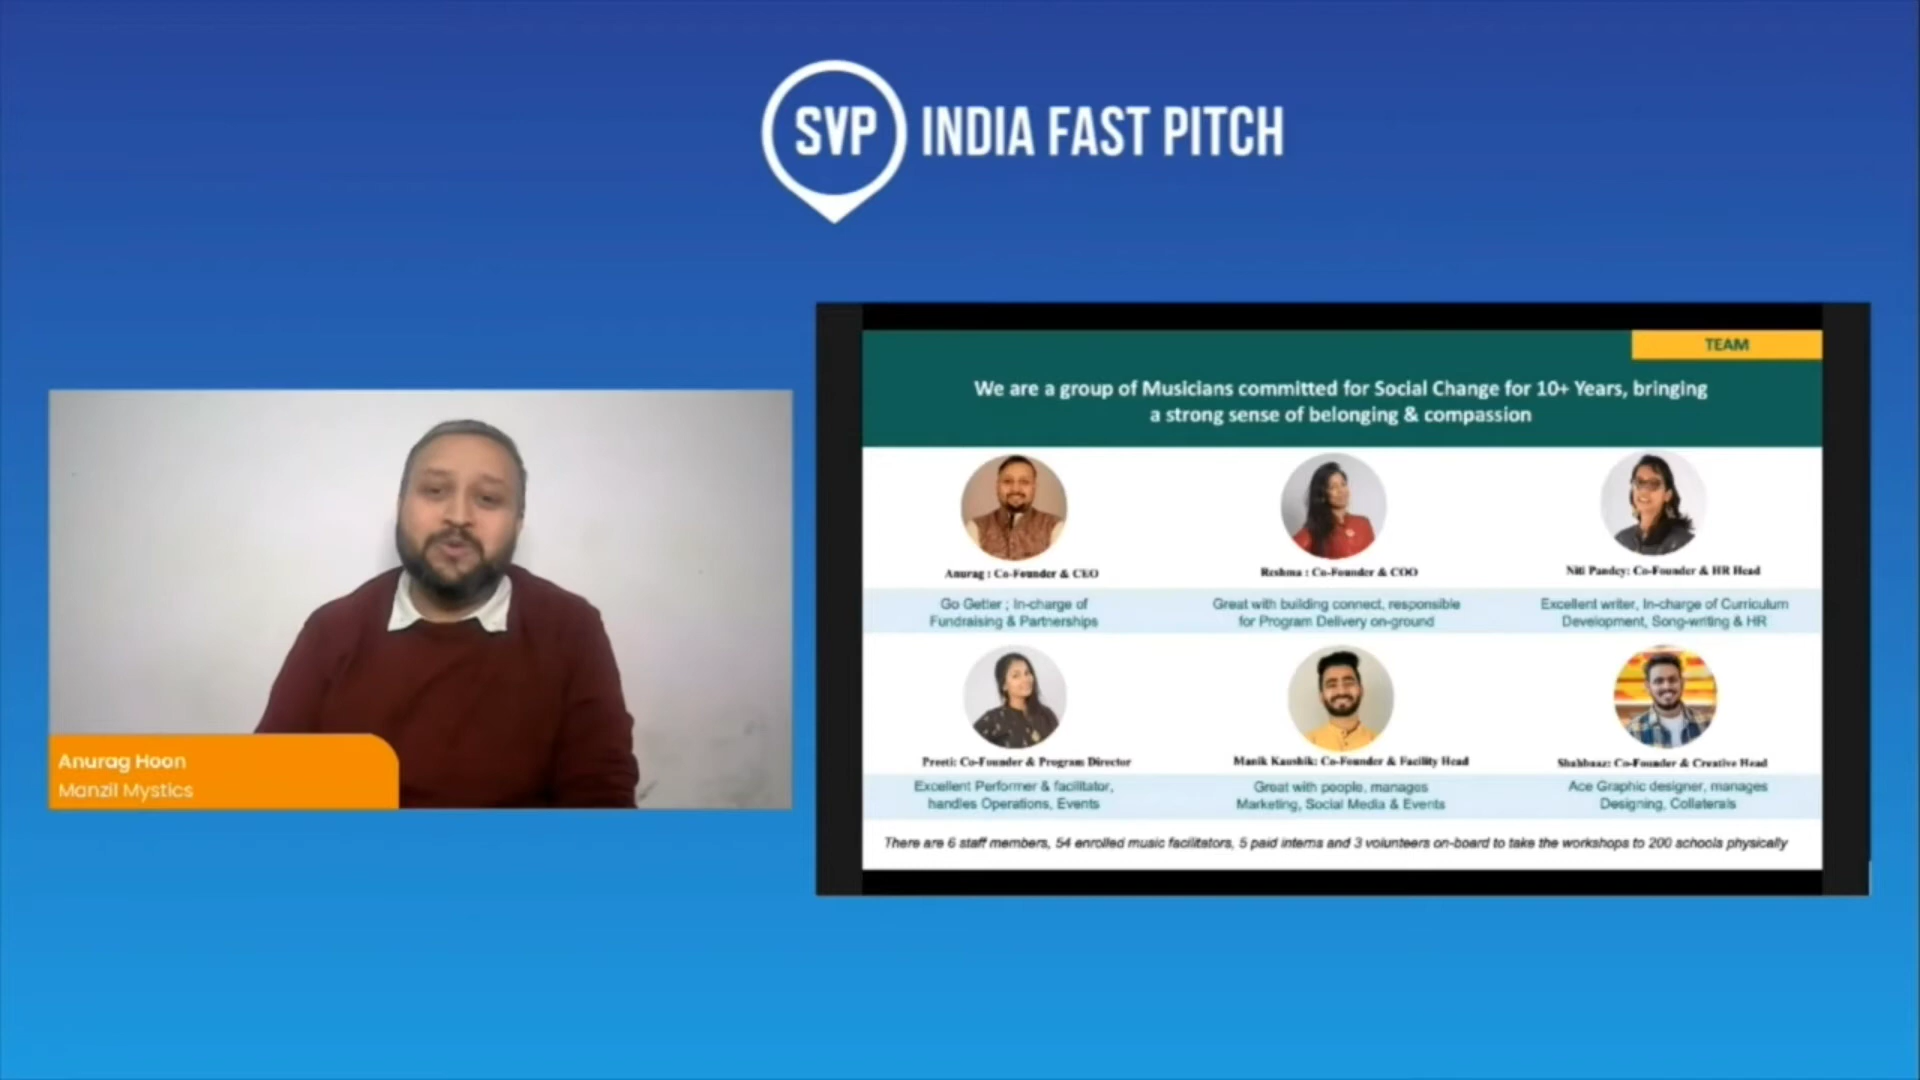 SVP INDIA FAST PITCH
TEAM
We are a group of Musicians committed for Social Change for 10+ Years, bringing
a strong sense of belonging & compassion
Anurag : Co-Founder & CEO
Reshma : Co-Founder & COO
Niti Pandey: Co-Founder & HR Head
Go Getter ; In-charge of
Fundraising & Partnerships
Great with building connect, responsible
for Program Delivery on-ground
Excellent writer, In-charge of Curriculum
Development, Song-writing & HR
Preeti: Co-Founder & Program Director
Manik Kaushik: Co-Founder & Facility Head
Shahbaaz: Co-Founder & Creative Head
Excellent Performer & facilitator,
handles Operations, Events
Great with people, manages
Marketing, Social Media & Events
Ace Graphic designer, manages
Designing, Collaterals
There are 6 staff members, 54 enrolled music facilitators, 5 paid interns and 3 volunteers on-board to take the workshops to 200 schools physically
Anurag Hoon
Manzil Mystics